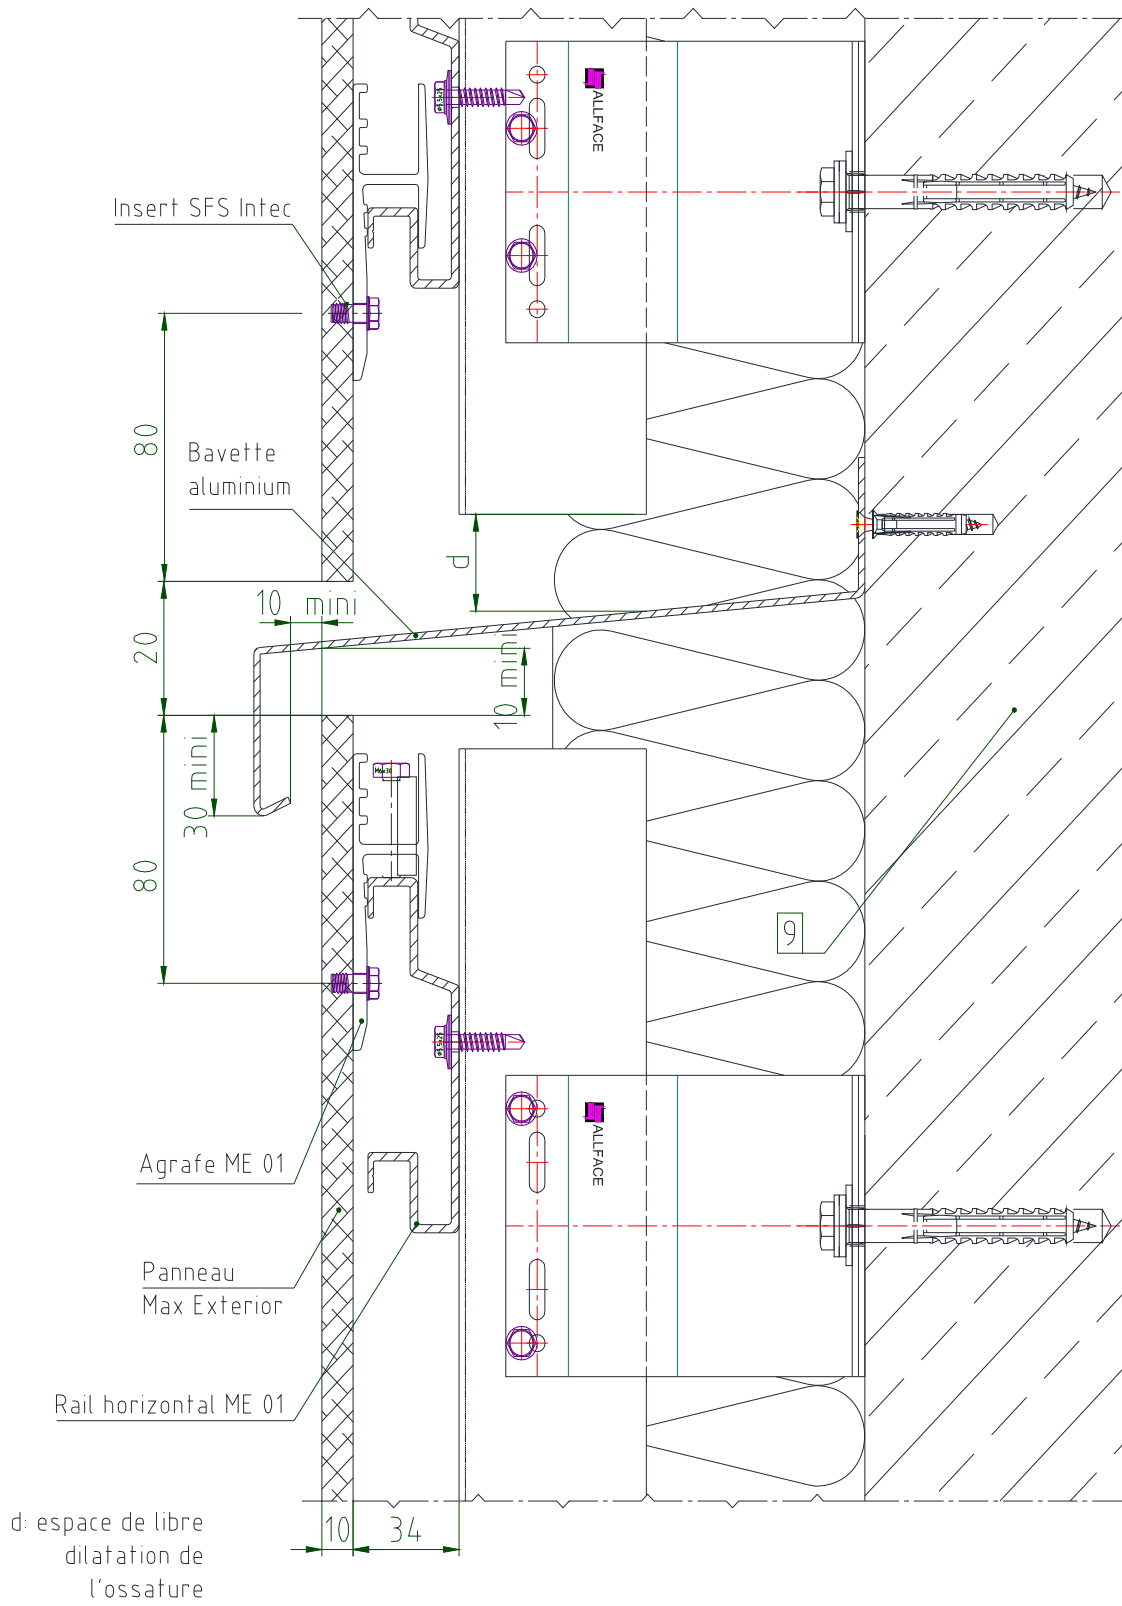 ALLFACE
Insert SFS Intec
80
Bavette
aluminium
d
10 mini
20
10 mini
30 mini
M6x30
80
9
Agrafe ME 01
ALLFACE
Panneau
Max Exterior
Rail horizontal ME 01
d: espace de libre
dilatation de
l'ossature
10
34